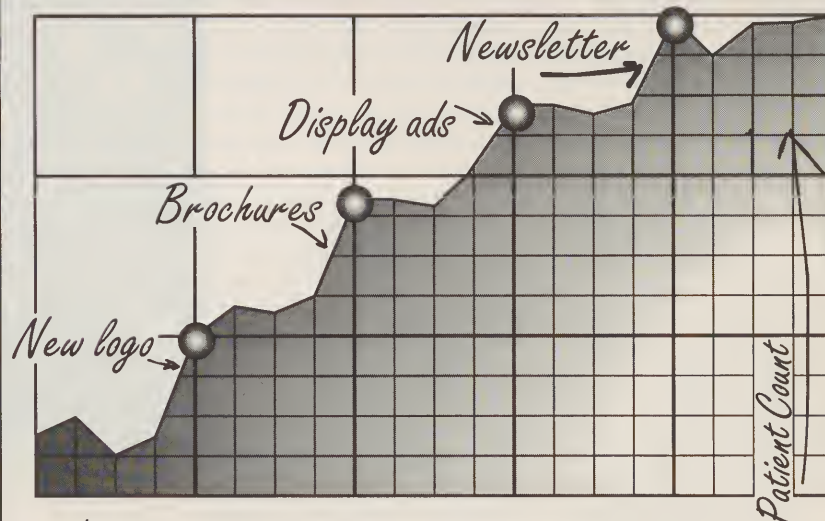 Newsletter
Display ads
Brochures
New logo
Patient Count